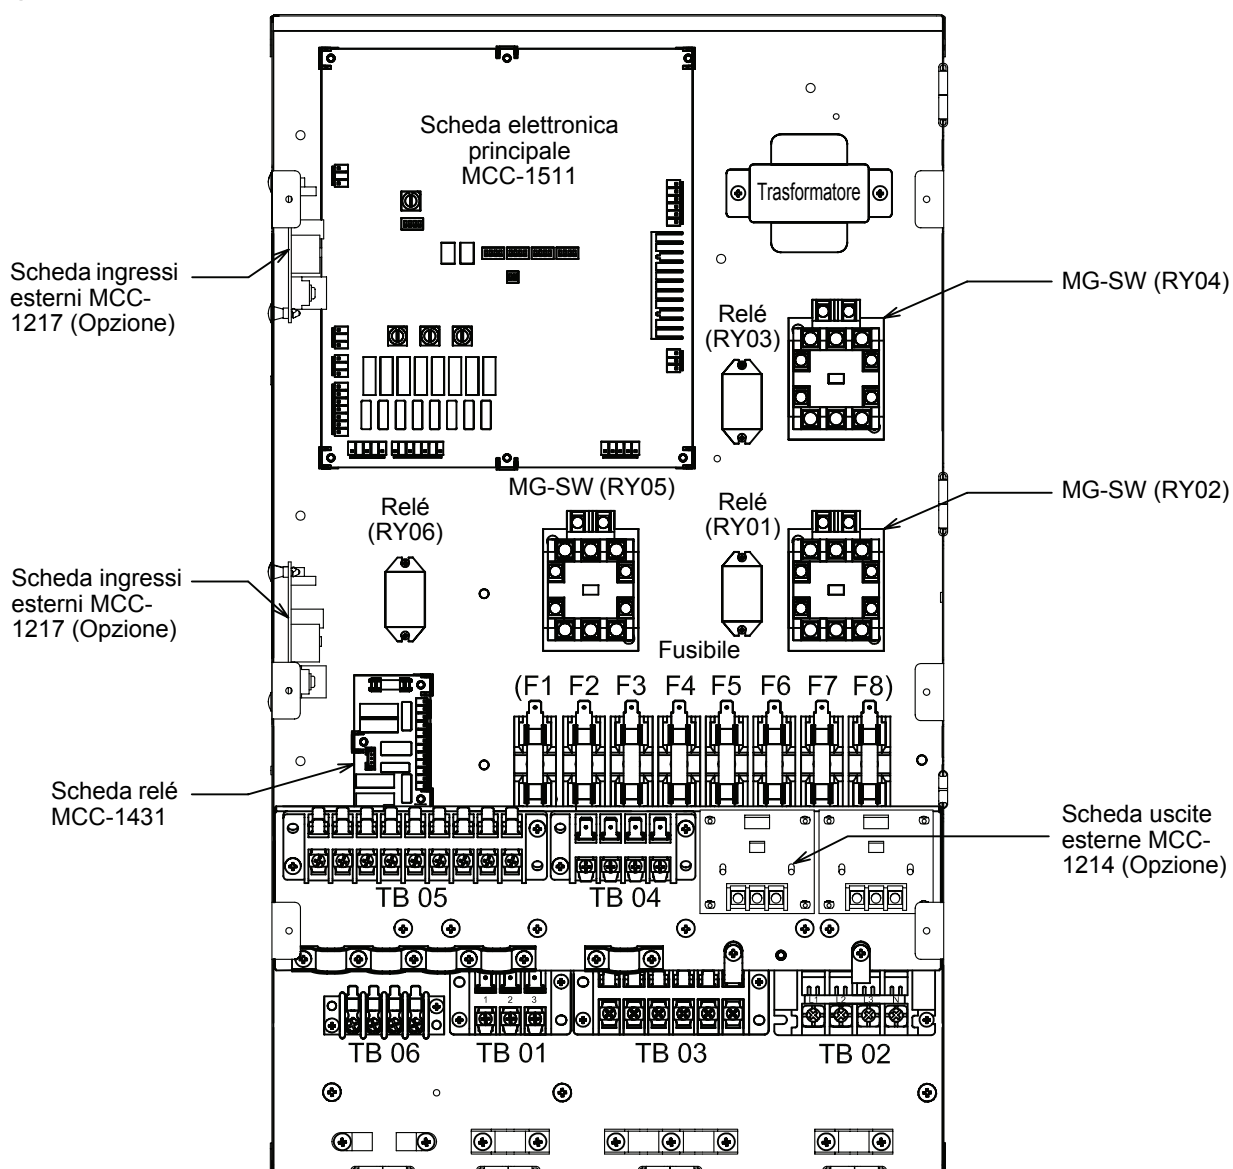 Scheda elettronica
principale
MCC-1511
Trasformatore
Scheda ingressi
esterni MCC-
1217 (Opzione)
MG-SW (RY04)
Relé
(RY03)
MG-SW (RY05)
MG-SW (RY02)
Relé
(RY06)
Relé
(RY01)
Scheda ingressi
esterni MCC-
1217 (Opzione)
Fusibile
(F1 F2 F3 F4 F5 F6 F7 F8)
Scheda relé
MCC-1431
Scheda uscite
esterne MCC-
1214 (Opzione)
TB 05
TB 04
1 2 3
L1 L2 L3 N
TB 06
TB 01
TB 03
TB 02